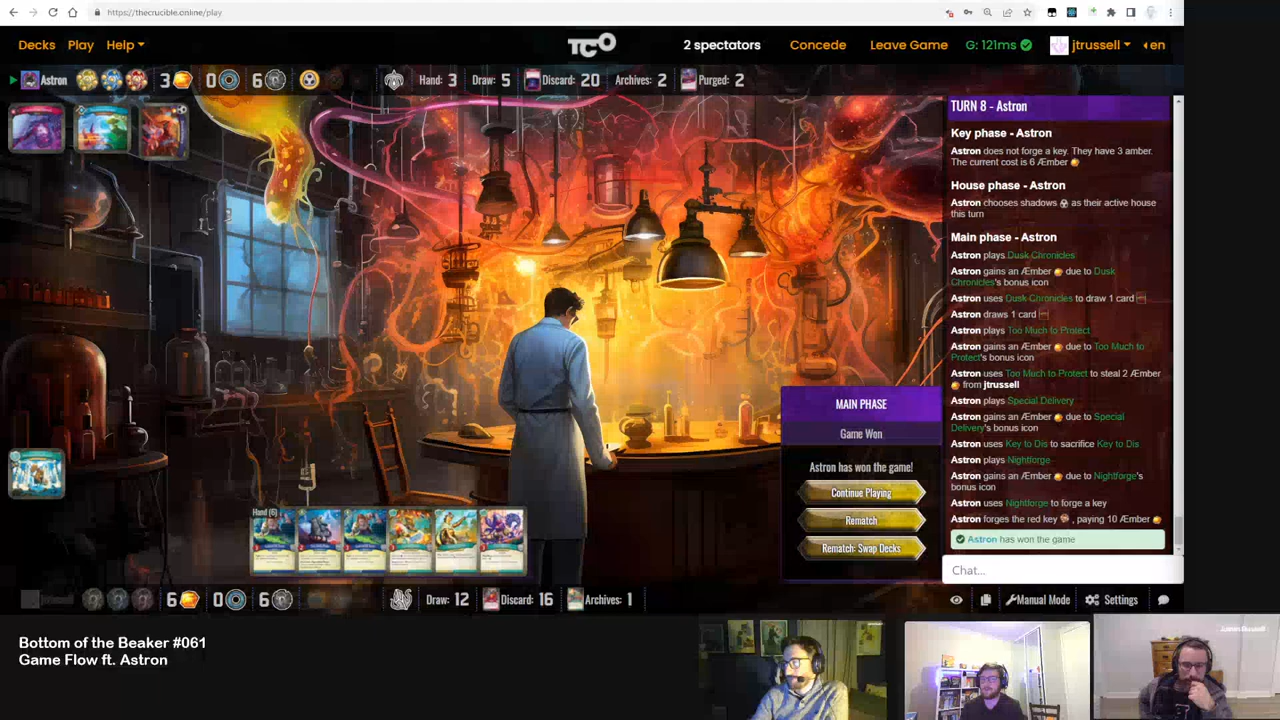 https://thecrucible.online/play
Decks Play Help TCO 2 spectators Concede Leave Game G: 121ms jtrussell en
Astron 3 0 6 Hand: 3 Draw: 5 Discard: 20 Archives: 2 Purged: 2
TURN 8 - Astron
Key phase - Astron
Astron does not forge a key. They have 3 amber.
The current cost is 6 Æmber
House phase - Astron
Astron chooses shadows as their active house
this turn
Main phase - Astron
Astron plays Dusk Chronicles
Astron gains an Æmber due to Dusk
Chronicles's bonus icon
Astron uses Dusk Chronicles to draw 1 card
Astron draws 1 card
Astron plays Too Much to Protect
Astron gains an Æmber due to Too Much to
Protect's bonus icon
Astron uses Too Much to Protect to steal 2 Æmber
from jtrussell
Astron plays Special Delivery
Astron gains an Æmber due to Special
Delivery's bonus icon
Astron uses Key to Dis to sacrifice Key to Dis
Astron plays Nightforge
Astron gains an Æmber due to Nightforge's
bonus icon
Astron uses Nightforge to forge a key
Astron forges the red key , paying 10 Æmber
Astron has won the game
MAIN PHASE
Game Won
Astron has won the game!
Continue Playing
Rematch
Rematch: Swap Decks
Hand (6)
Chat...
6 0 6 Draw: 12 Discard: 16 Archives: 1
Manual Mode Settings
Bottom of the Beaker #061
Game Flow ft. Astron